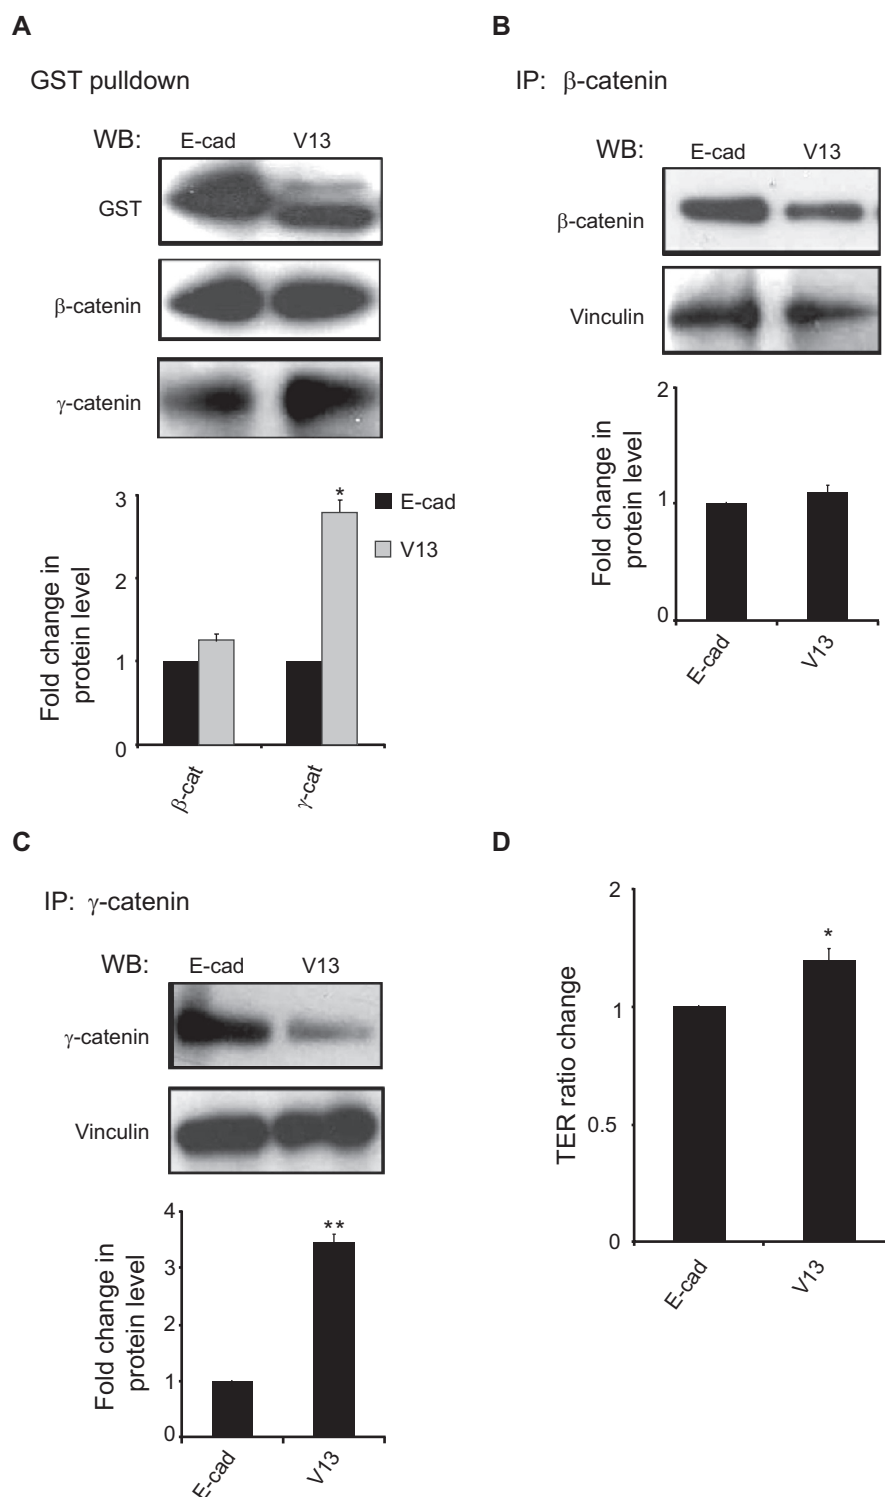 A
GST pulldown
WB: E-cad V13
GST
β-catenin
γ-catenin
Fold change in
protein level
3
2
1
0
*
E-cad
V13
β-cat
γ-cat
B
IP: β-catenin
WB: E-cad V13
β-catenin
Vinculin
Fold change in
protein level
2
1
0
E-cad
V13
C
IP: γ-catenin
WB: E-cad V13
γ-catenin
Vinculin
Fold change in
protein level
4
3
2
1
0
**
E-cad
V13
D
TER ratio change
2
1
0.5
0
*
E-cad
V13